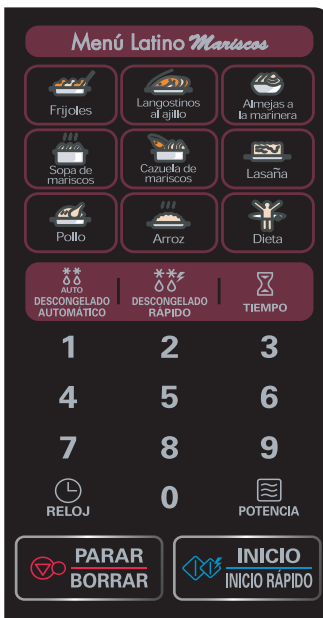 Menú Latino Mariscos
Frijoles
Langostinos
al ajillo
Almejas a
la marinera
Sopa de
mariscos
Cazuela de
mariscos
Lasaña
Pollo
Arroz
Dieta
AUTO
DESCONGELADO
AUTOMÁTICO
DESCONGELADO
RÁPIDO
TIEMPO
1 2 3
4 5 6
7 8 9
RELOJ
0
POTENCIA
PARAR
BORRAR
INICIO
INICIO RÁPIDO